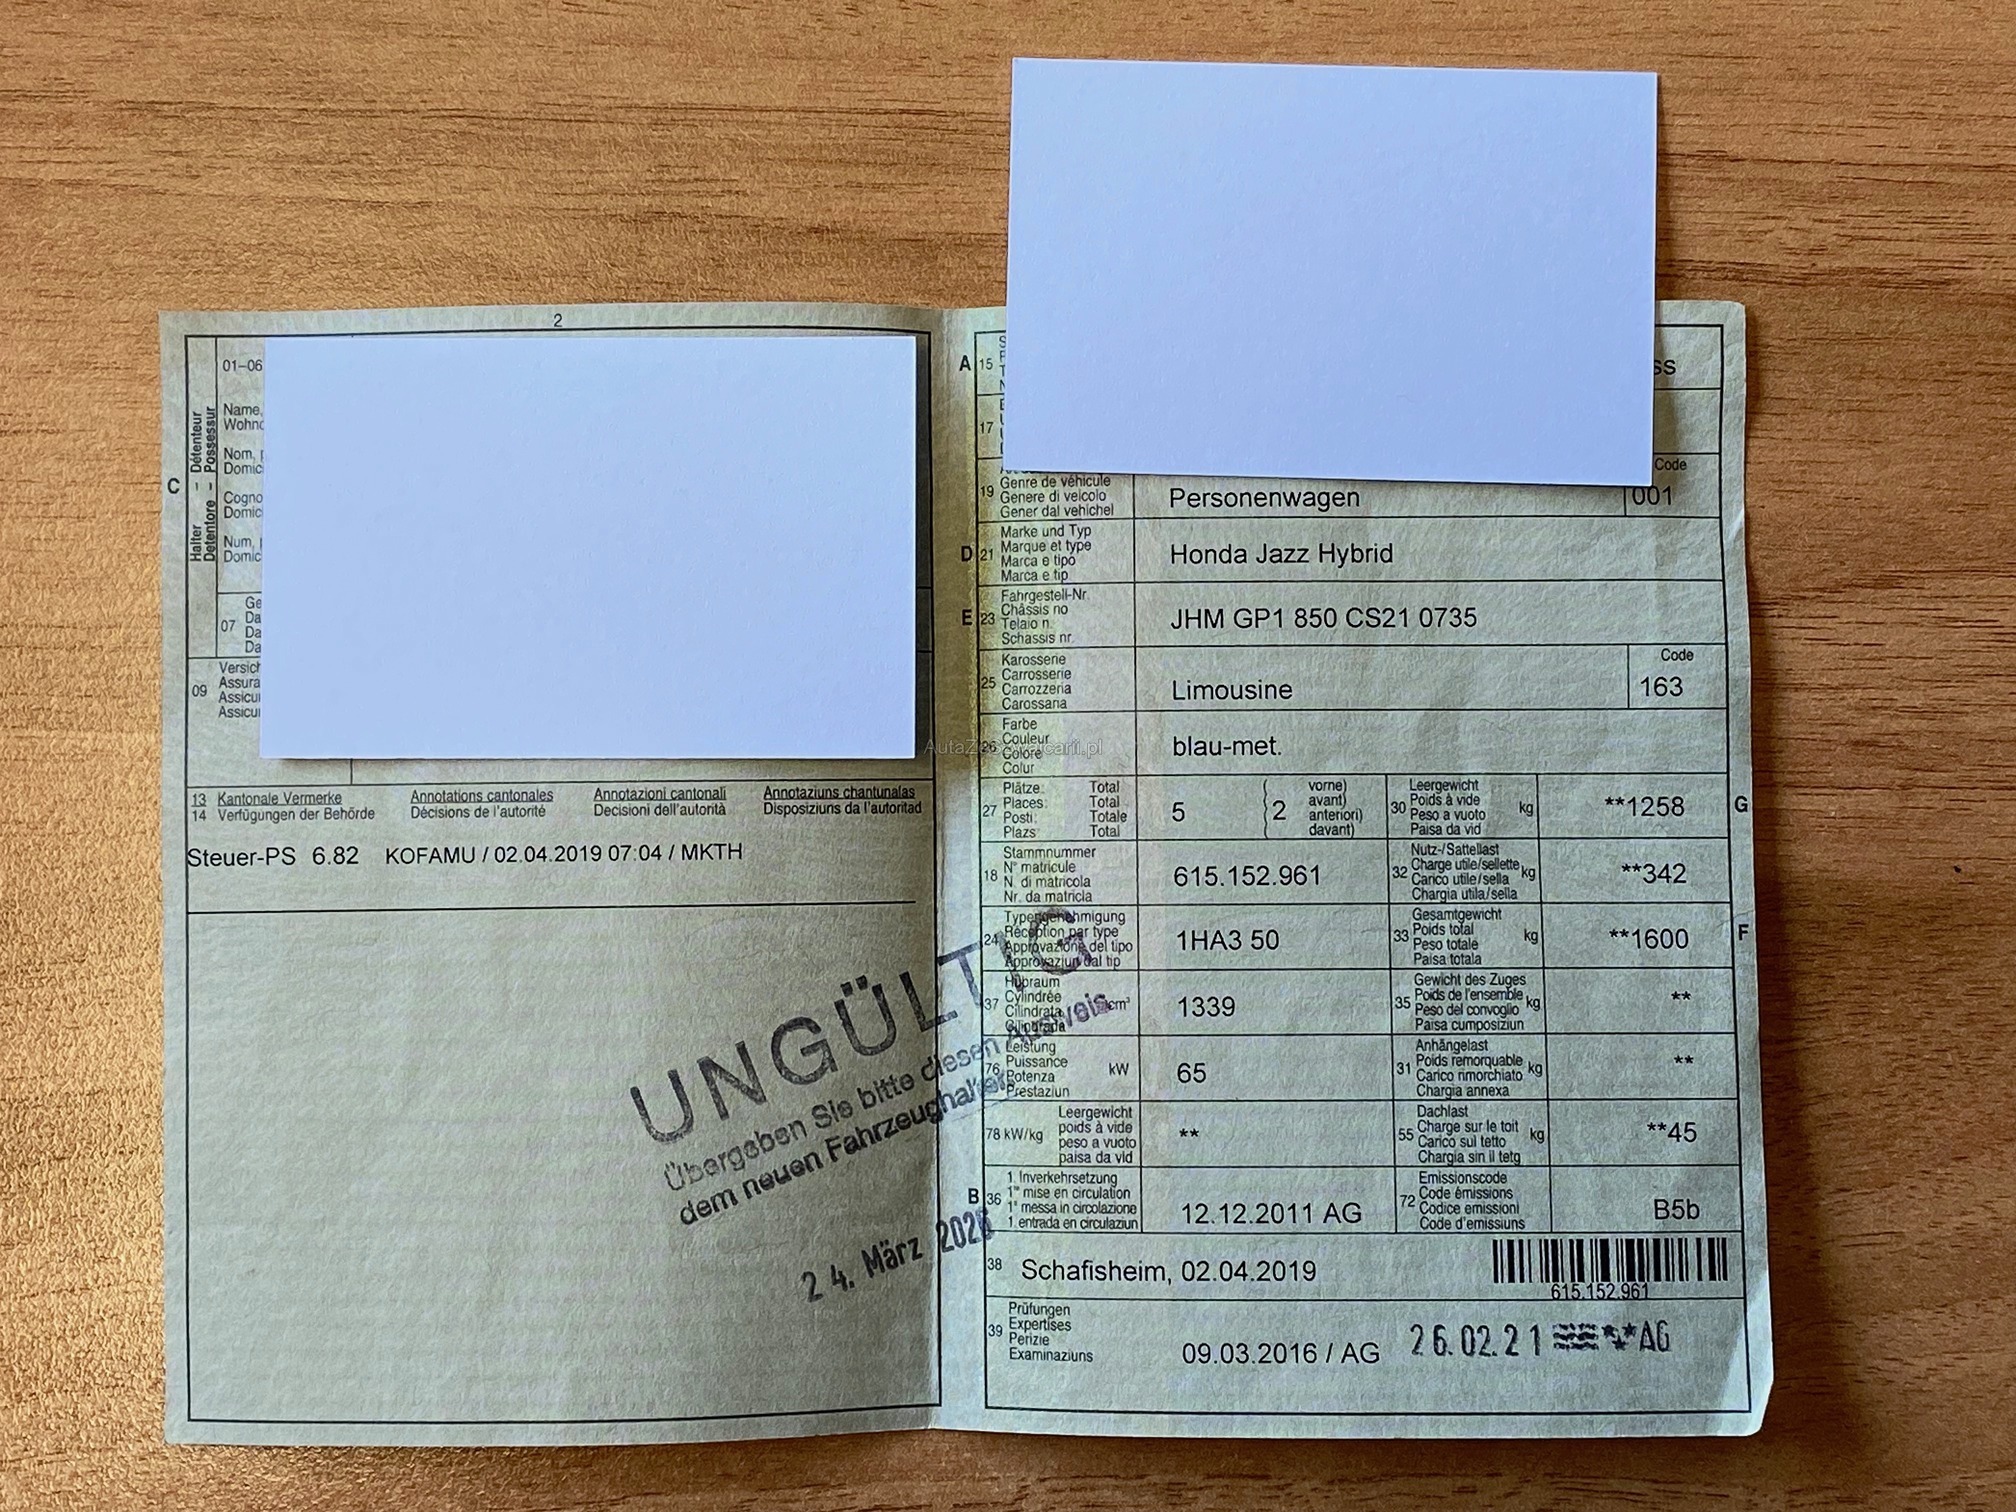 2
C
Halter - Détenteur
Detentore - Possessur
01–06
Name,
Nom,
Num,
07
Da
Da
Da
09
13 Kantonale Vermerke Annotations cantonales Annotazioni cantonali Annotaziuns chantunalas
14 Verfügungen der Behörde Décisions de l'autorité Decisioni dell'autorità Disposiziuns da l'autoritad
Steuer-PS 6.82 KOFAMU / 02.04.2019 07:04 / MKTH
UNGÜLTIG
Übergeben Sie bitte diesen Ausweis
dem neuen Fahrzeughalter
24. März
A 15
17
Code
19 Genre de véhicule
Genere di veicolo
Gener dal vehichel
Personenwagen 001
D 21 Marke und Typ
Marque et type
Marca e tipo
Marca e tip
Honda Jazz Hybrid
E 23 Fahrgestell-Nr.
Châssis no
Telaio n.
Schassis nr.
JHM GP1 850 CS21 0735
25 Karosserie
Carrosserie
Carrozzeria
Carossaria
Limousine
Code
163
26 Farbe
Couleur
Colore
Colur
blau-met.
AutaZeSzwajcarii.pl
27 Plätze: Total
Places: Total
Posti: Totale
Plazs: Total
5
2
vorne)
avant)
anteriori)
davant)
30 Leergewicht
Poids à vide
Peso a vuoto
Paisa da vid
kg
**1258
G
18 Stammnummer
N° matricule
N. di matricola
Nr. da matricla
615.152.961
32 Nutz-/Sattellast
Charge utile/sellette
Carico utile/sella
Chargia utila/sella
kg
**342
24 Typengenehmigung
Réception par type
Approvazione del tipo
Approvaziun dal tip
1HA3 50
33 Gesamtgewicht
Poids total
Peso totale
Paisa totala
kg
**1600
F
37 Hubraum
Cylindrée
Cilindrata
Cilindrada
cm³
1339
35 Gewicht des Zuges
Poids de l'ensemble
Peso del convoglio
Paisa cumposiziun
kg
**
76 Leistung
Puissance
Potenza
Prestaziun
kW
65
31 Anhängelast
Poids remorquable
Carico rimorchiato
Chargia annexa
kg
**
78 kW/kg
Leergewicht
poids à vide
peso a vuoto
paisa da vid
**
55 Dachlast
Charge sur le toit
Carico sul tetto
Chargia sin il tetg
kg
**45
B 36 1. Inverkehrsetzung
1re mise en circulation
1a messa in circolazione
1. entrada en circulaziun
12.12.2011 AG
72 Emissionscode
Code émissions
Codice emissioni
Code d'emissiuns
B5b
38 Schafisheim, 02.04.2019
615.152.961
39 Prüfungen
Expertises
Perizie
Examinaziuns
09.03.2016 / AG
26.02.21 **AG